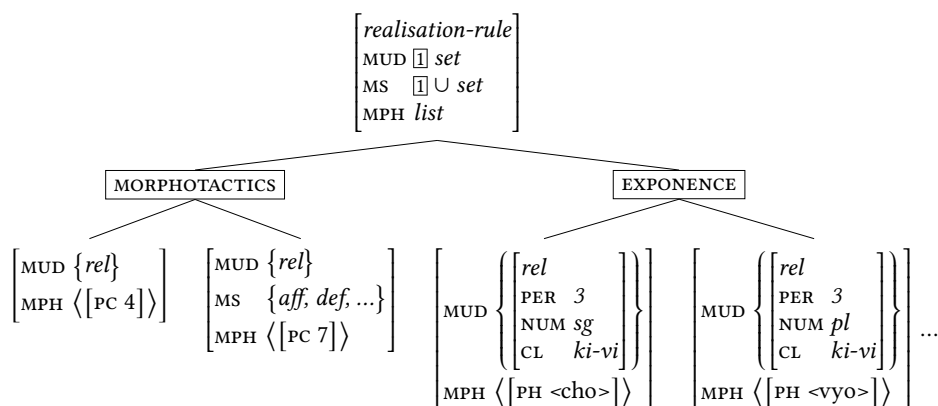 realisation-rule
MUD 1 set
MS 1 ∪ set
MPH list
MORPHOTACTICS
EXPONENCE
MUD {rel}
MPH ⟨[PC 4]⟩
MUD {rel}
MS {aff, def, ...}
MPH ⟨[PC 7]⟩
MUD
rel
PER 3
NUM sg
CL ki-vi
MPH ⟨[PH <cho>]⟩
MUD
rel
PER 3
NUM pl
CL ki-vi
MPH ⟨[PH <vyo>]⟩
...